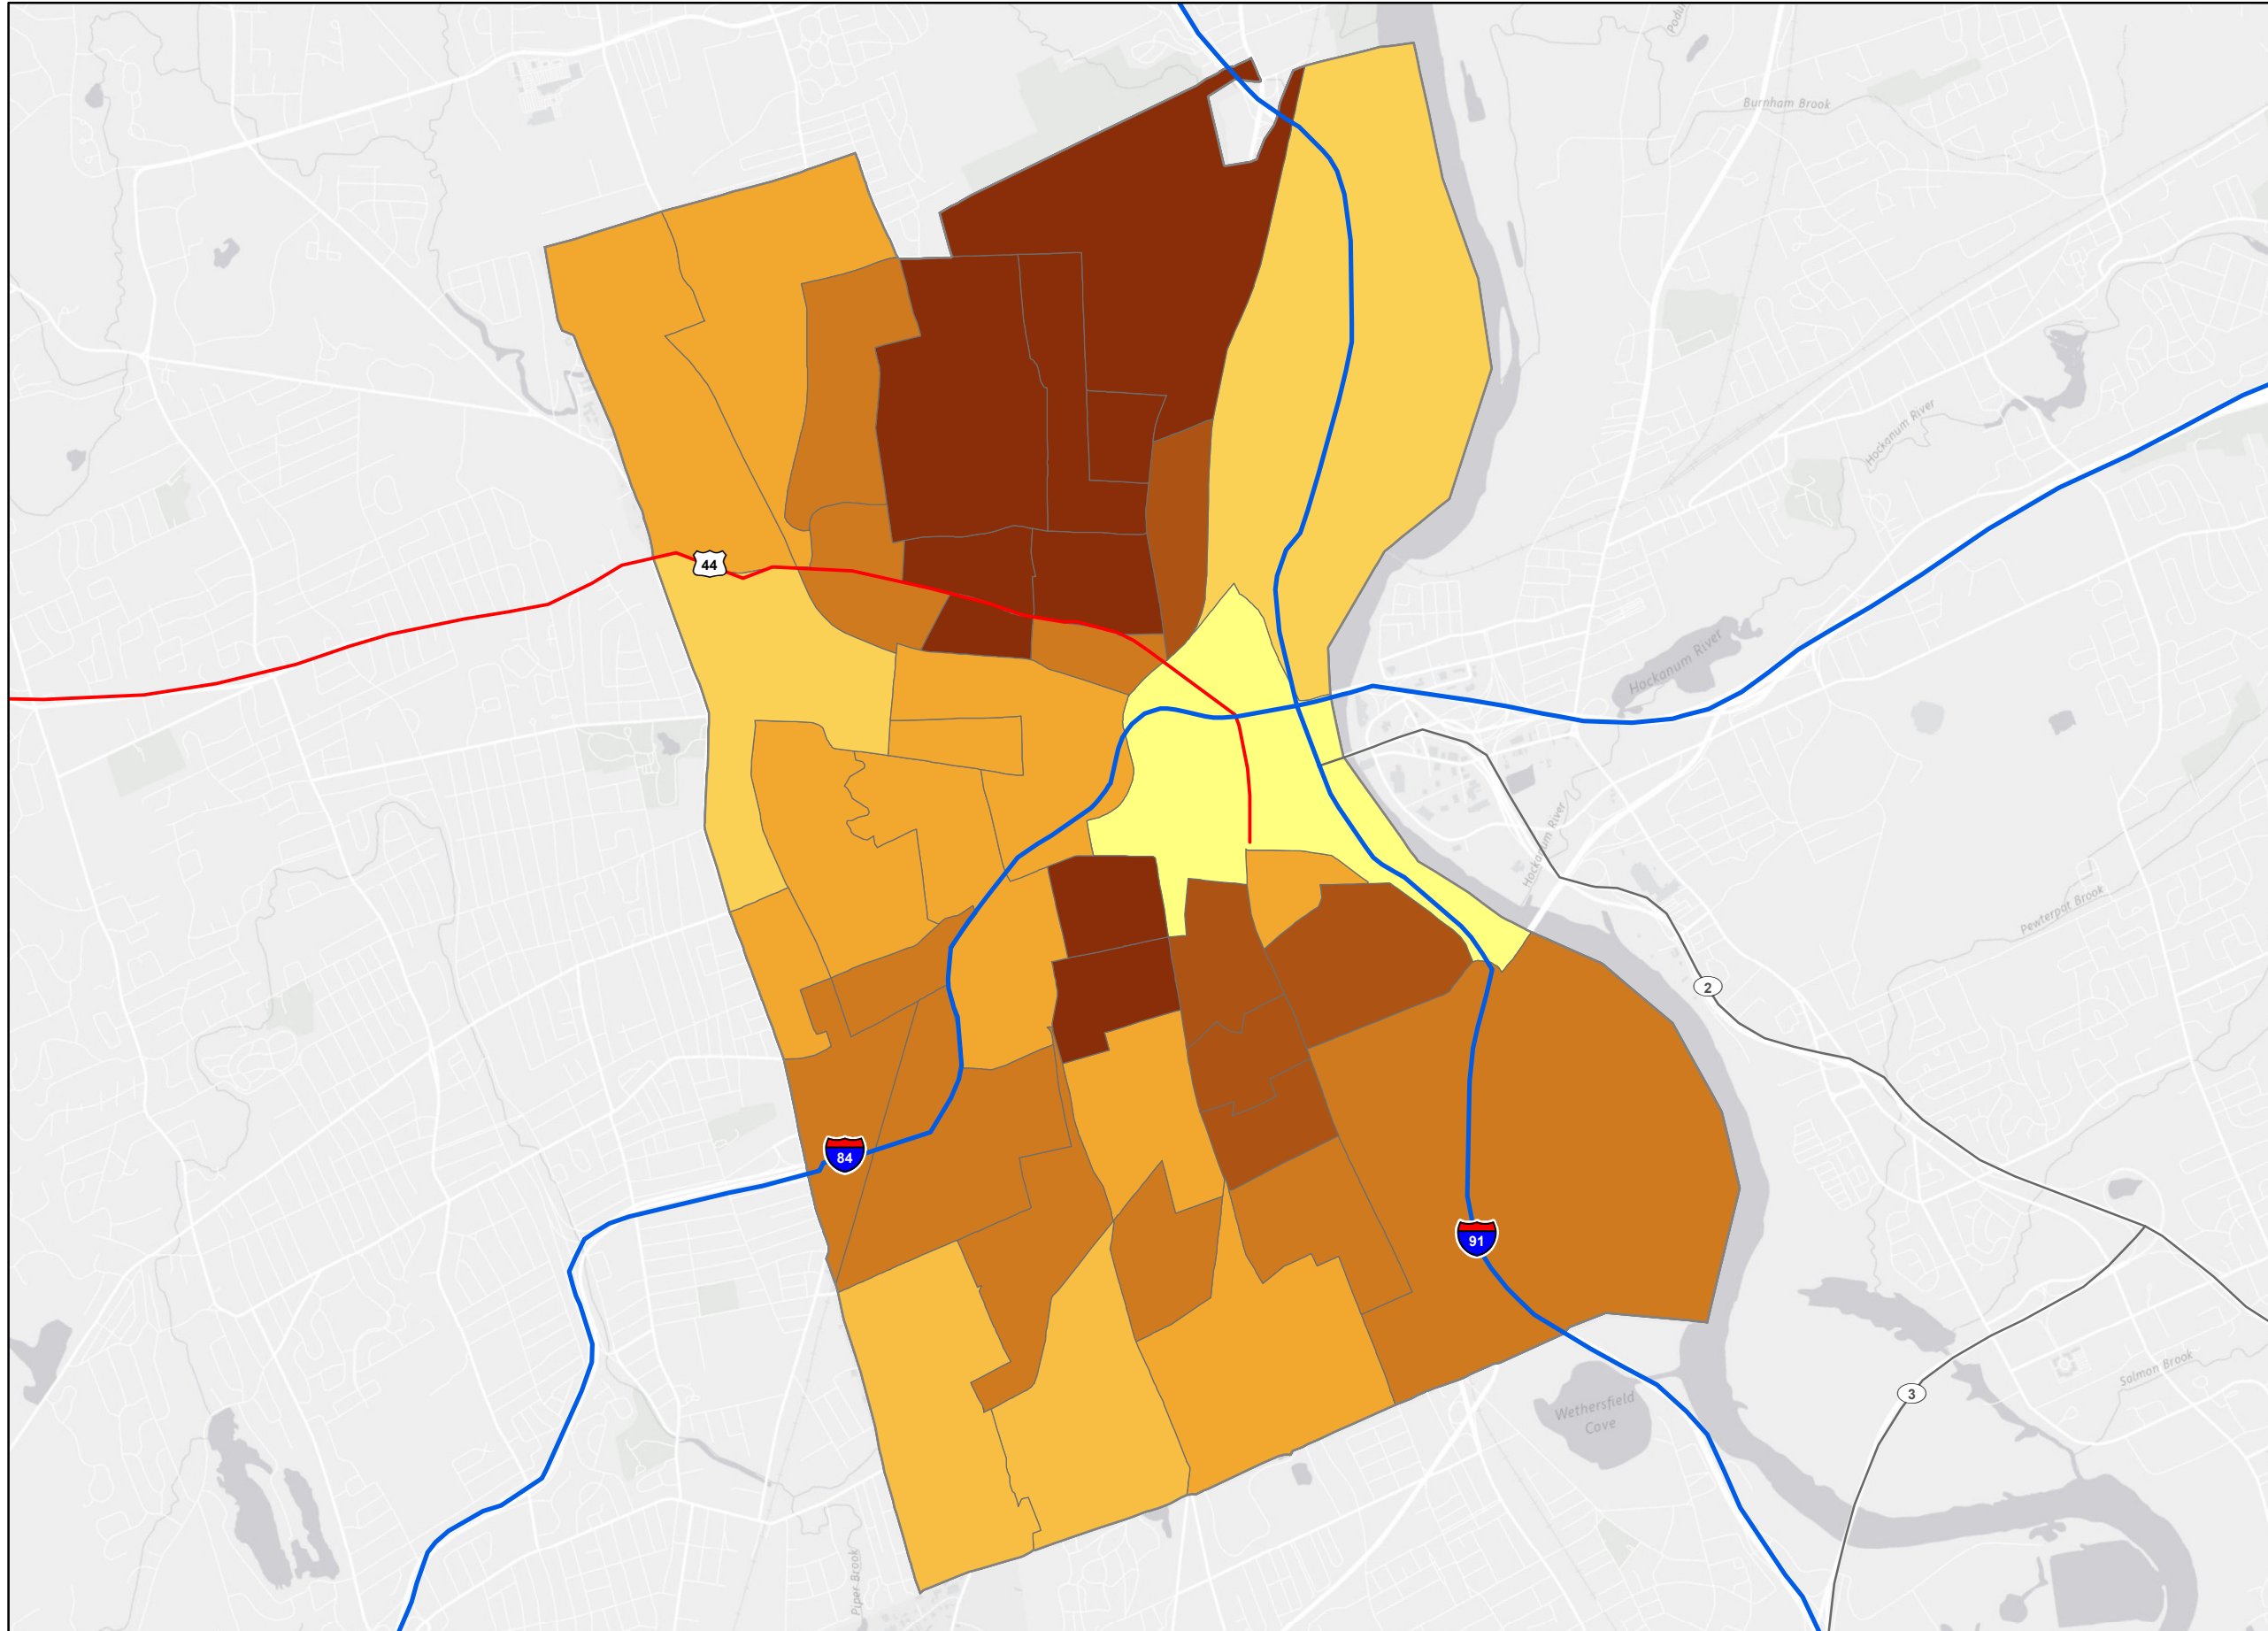 Podu
Burnham Brook
Hockanum River
44
Hockanum River
Hockanum River
Pewterpot Brook
2
84
91
Salmon Brook
3
Wethersfield
Cove
Piper Brook